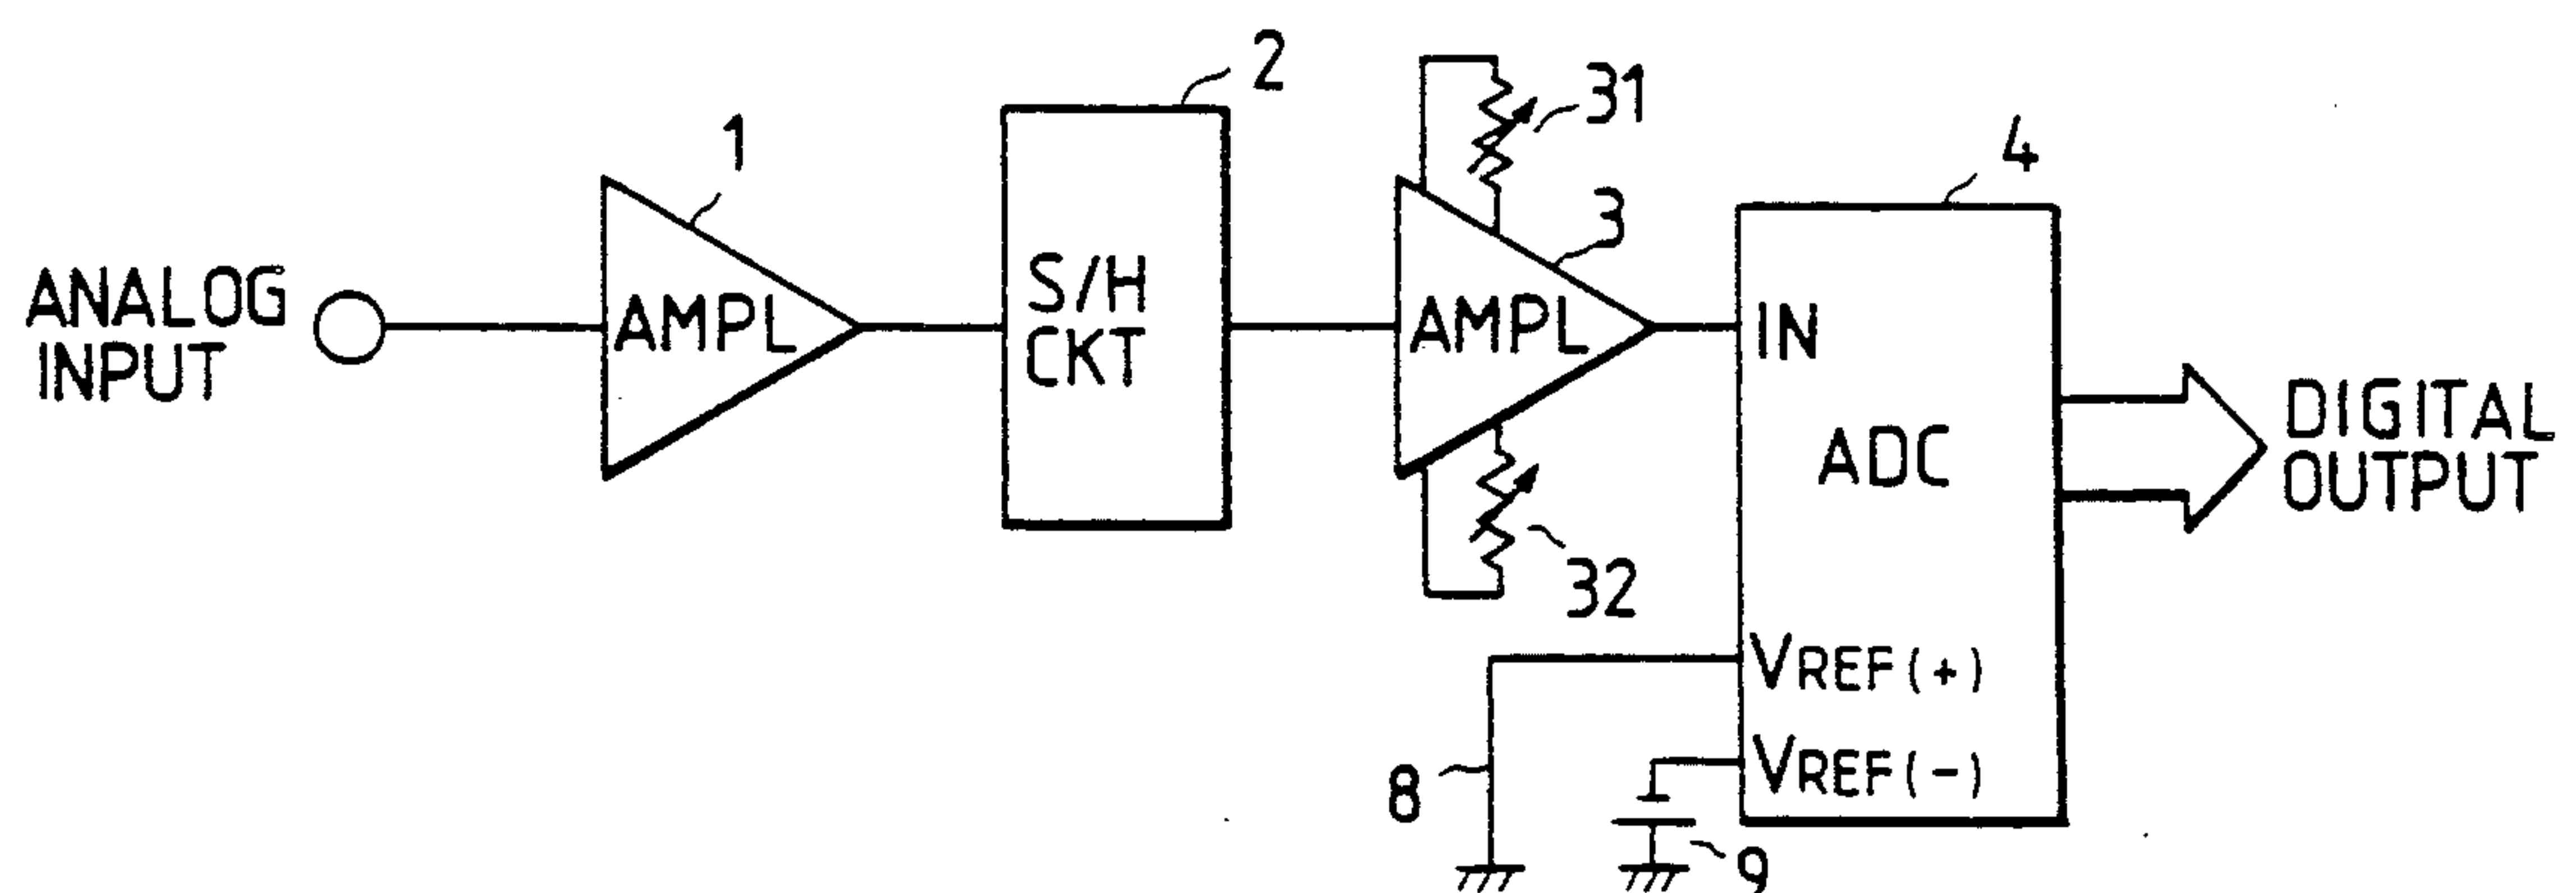 2
31
1
4
3
ANALOG
INPUT
AMPL
S/H
CKT
AMPL
IN
ADC
DIGITAL
OUTPUT
32
VREF(+)
VREF(-)
8
9